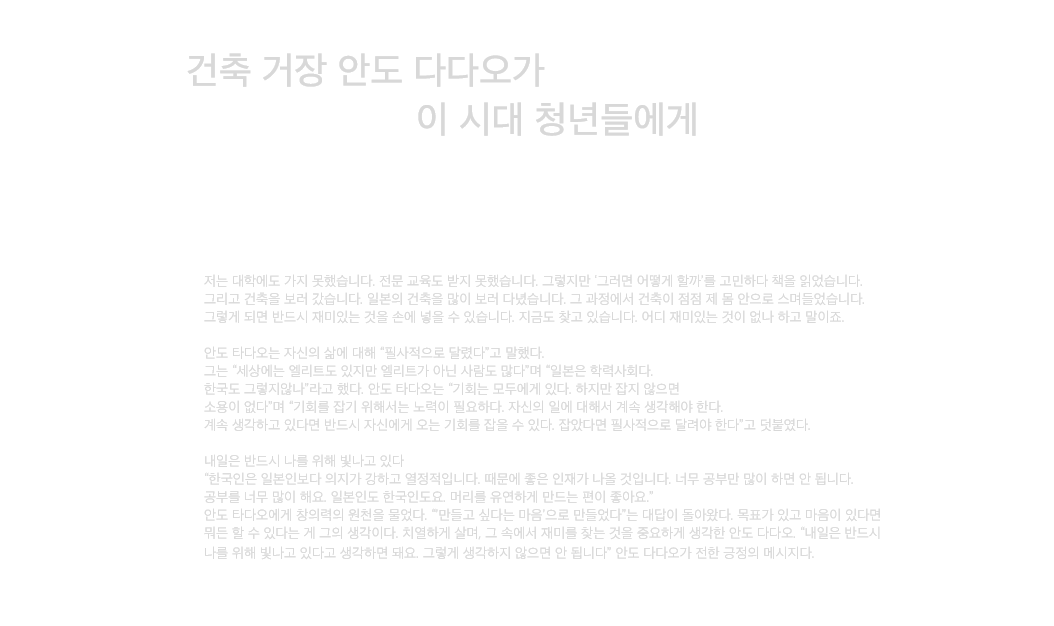 건축 거장 안도 다다오가
이 시대 청년들에게
저는 대학에도 가지 못했습니다. 전문 교육도 받지 못했습니다. 그렇지만 '그러면 어떻게 할까'를 고민하다 책을 읽었습니다.
그리고 건축을 보러 갔습니다. 일본의 건축을 많이 보러 다녔습니다. 그 과정에서 건축이 점점 제 몸 안으로 스며들었습니다.
그렇게 되면 반드시 재미있는 것을 손에 넣을 수 있습니다. 지금도 찾고 있습니다. 어디 재미있는 것이 없나 하고 말이죠.
안도 타다오는 자신의 삶에 대해 "필사적으로 달렸다"고 말했다.
그는 "세상에는 엘리트도 있지만 엘리트가 아닌 사람도 많다"며 "일본은 학력사회다.
한국도 그렇지않나"라고 했다. 안도 타다오는 "기회는 모두에게 있다. 하지만 잡지 않으면
소용이 없다"며 "기회를 잡기 위해서는 노력이 필요하다. 자신의 일에 대해서 계속 생각해야 한다.
계속 생각하고 있다면 반드시 자신에게 오는 기회를 잡을 수 있다. 잡았다면 필사적으로 달려야 한다"고 덧붙였다.
내일은 반드시 나를 위해 빛나고 있다
"한국인은 일본인보다 의지가 강하고 열정적입니다. 때문에 좋은 인재가 나올 것입니다. 너무 공부만 많이 하면 안 됩니다.
공부를 너무 많이 해요. 일본인도 한국인도요. 머리를 유연하게 만드는 편이 좋아요."
안도 타다오에게 창의력의 원천을 물었다. "'만들고 싶다는 마음'으로 만들었다"는 대답이 돌아왔다. 목표가 있고 마음이 있다면
뭐든 할 수 있다는 게 그의 생각이다. 치열하게 살며, 그 속에서 재미를 찾는 것을 중요하게 생각한 안도 다다오. "내일은 반드시
나를 위해 빛나고 있다고 생각하면 돼요. 그렇게 생각하지 않으면 안 됩니다" 안도 다다오가 전한 긍정의 메시지다.